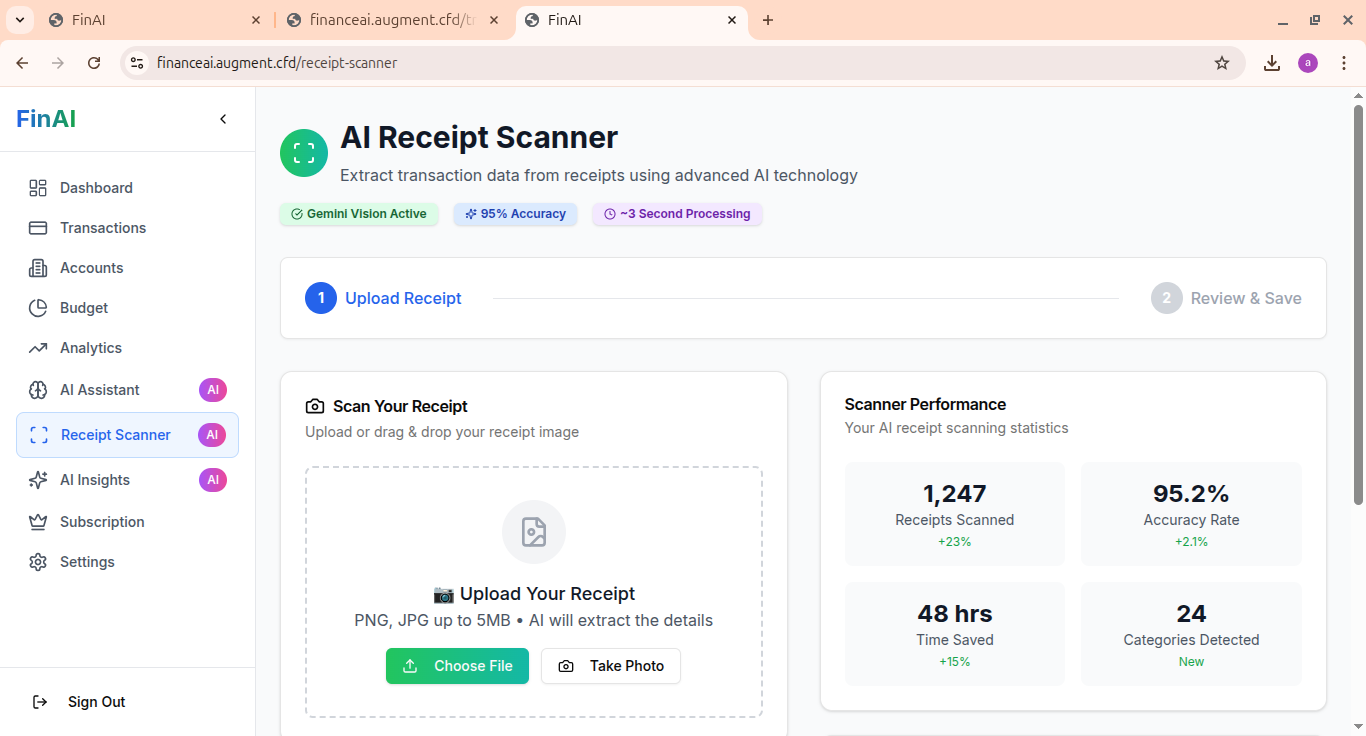 FinAI
financeai.augment.cfd/tr
FinAI
financeai.augment.cfd/receipt-scanner
a
FinAI
Dashboard
Transactions
Accounts
Budget
Analytics
AI Assistant AI
Receipt Scanner AI
AI Insights AI
Subscription
Settings
Sign Out
AI Receipt Scanner
Extract transaction data from receipts using advanced AI technology
Gemini Vision Active
95% Accuracy
~3 Second Processing
1 Upload Receipt
2 Review & Save
Scan Your Receipt
Upload or drag & drop your receipt image
📷 Upload Your Receipt
PNG, JPG up to 5MB • AI will extract the details
Choose File
Take Photo
Scanner Performance
Your AI receipt scanning statistics
1,247
Receipts Scanned
+23%
95.2%
Accuracy Rate
+2.1%
48 hrs
Time Saved
+15%
24
Categories Detected
New